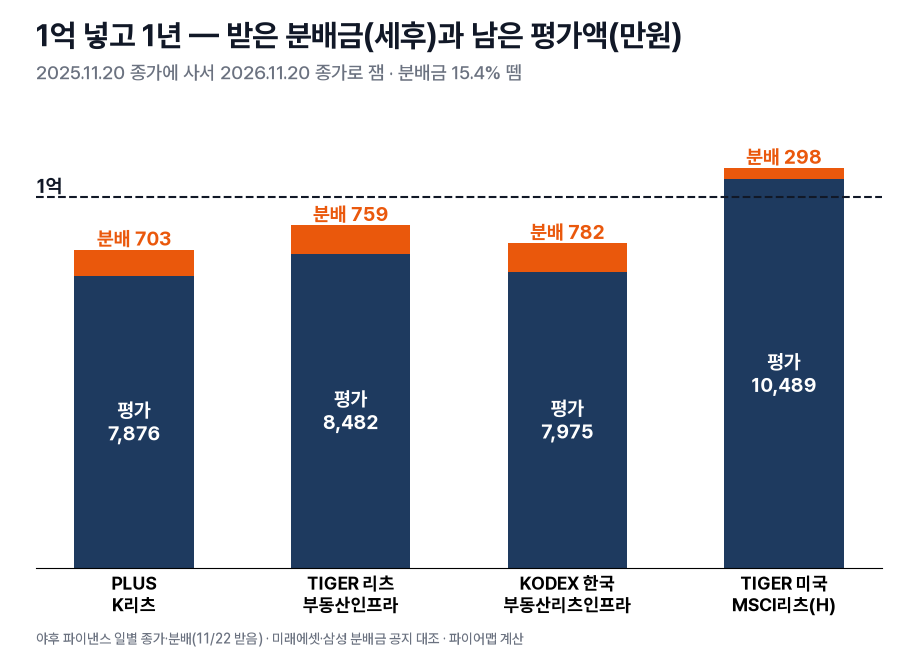 1억 넣고 1년 — 받은 분배금(세후)과 남은 평가액(만원)
2025.11.20 종가에 사서 2026.11.20 종가로 잼 · 분배금 15.4% 뗌
1억
분배 703
분배 759
분배 782
분배 298
평가
7,876
평가
8,482
평가
7,975
평가
10,489
PLUS
K리츠
TIGER 리츠
부동산인프라
KODEX 한국
부동산리츠인프라
TIGER 미국
MSCI리츠(H)
야후 파이낸스 일별 종가·분배(11/22 받음) · 미래에셋·삼성 분배금 공지 대조 · 파이어맵 계산